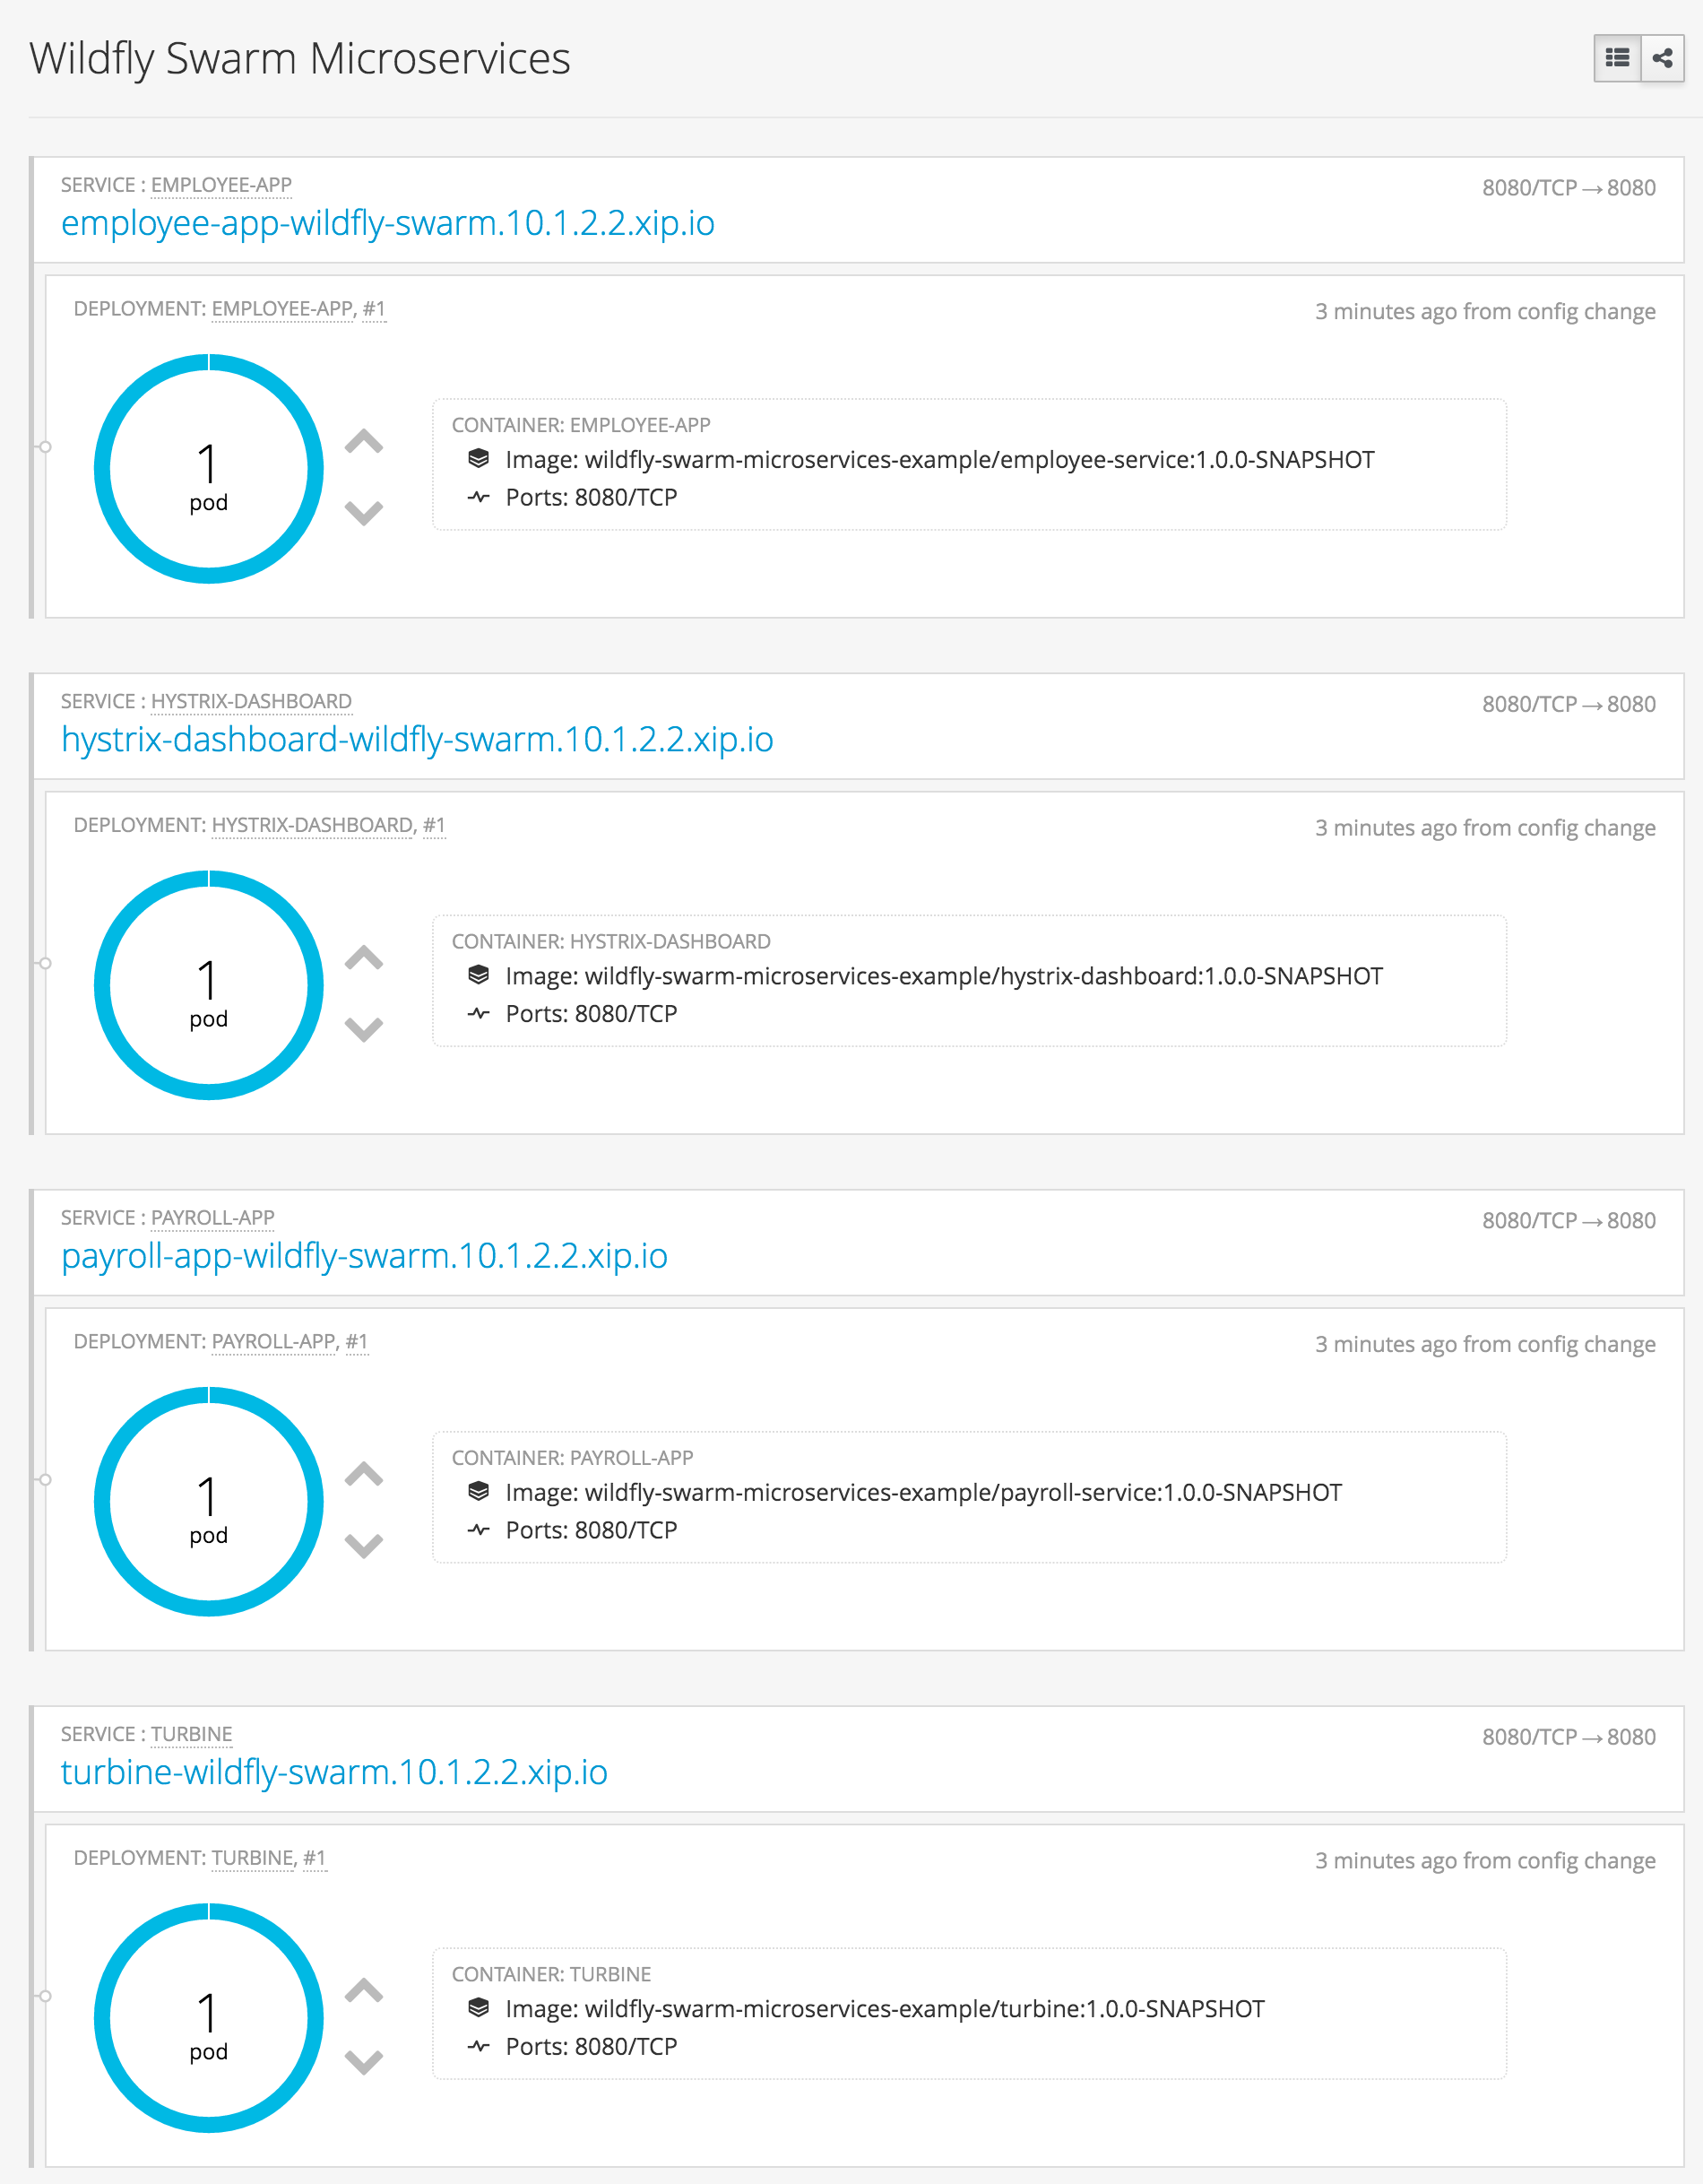 Wildfly Swarm Microservices
SERVICE : EMPLOYEE-APP
8080/TCP → 8080
employee-app-wildfly-swarm.10.1.2.2.xip.io
DEPLOYMENT: EMPLOYEE-APP, #1
3 minutes ago from config change
1
pod
CONTAINER: EMPLOYEE-APP
Image: wildfly-swarm-microservices-example/employee-service:1.0.0-SNAPSHOT
Ports: 8080/TCP
SERVICE : HYSTRIX-DASHBOARD
8080/TCP → 8080
hystrix-dashboard-wildfly-swarm.10.1.2.2.xip.io
DEPLOYMENT: HYSTRIX-DASHBOARD, #1
3 minutes ago from config change
1
pod
CONTAINER: HYSTRIX-DASHBOARD
Image: wildfly-swarm-microservices-example/hystrix-dashboard:1.0.0-SNAPSHOT
Ports: 8080/TCP
SERVICE : PAYROLL-APP
8080/TCP → 8080
payroll-app-wildfly-swarm.10.1.2.2.xip.io
DEPLOYMENT: PAYROLL-APP, #1
3 minutes ago from config change
1
pod
CONTAINER: PAYROLL-APP
Image: wildfly-swarm-microservices-example/payroll-service:1.0.0-SNAPSHOT
Ports: 8080/TCP
SERVICE : TURBINE
8080/TCP → 8080
turbine-wildfly-swarm.10.1.2.2.xip.io
DEPLOYMENT: TURBINE, #1
3 minutes ago from config change
1
pod
CONTAINER: TURBINE
Image: wildfly-swarm-microservices-example/turbine:1.0.0-SNAPSHOT
Ports: 8080/TCP